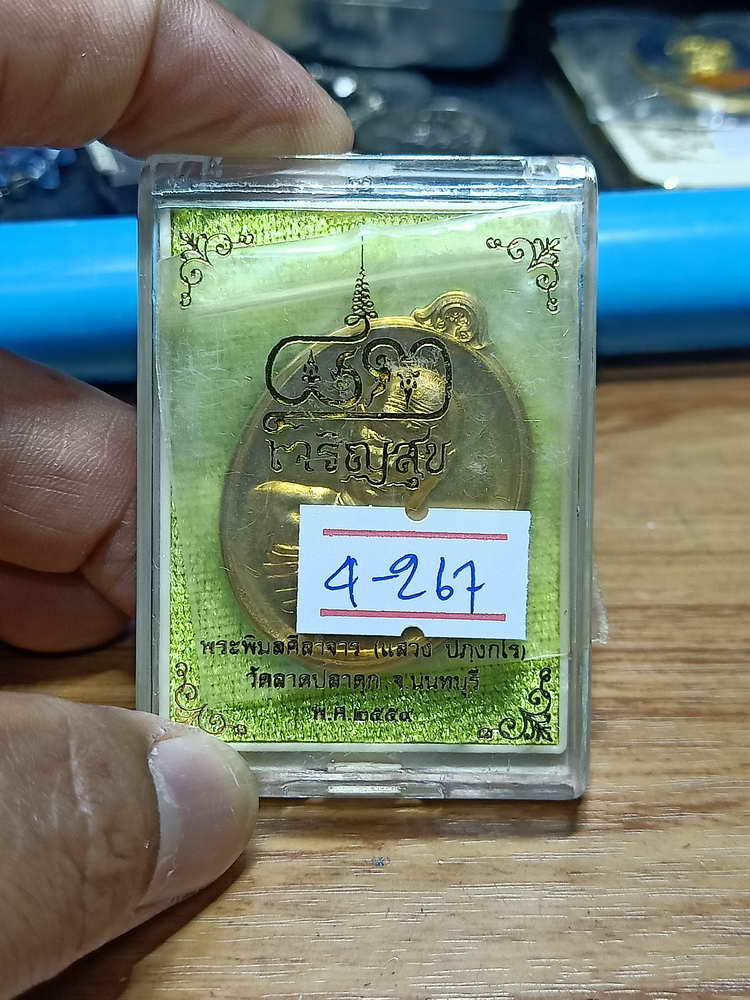 เจริญสุข
4-267
พระพิมลศีลาจาร (แสวง ปภงฺกโร)
วัดลาดปลาดุก จ.นนทบุรี
พ.ศ.๒๕๕๙